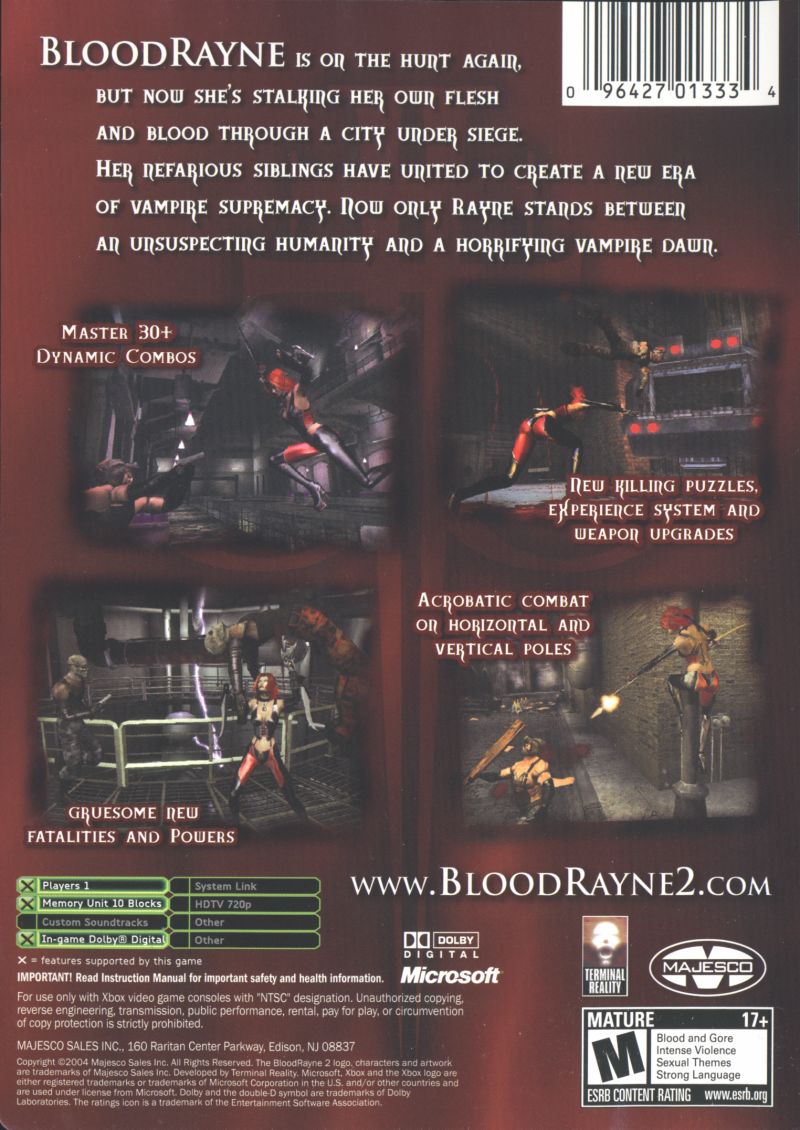 BLOODRAYNE IS ON THE HUNT AGAIN,
BUT NOW SHE'S STALKING HER OWN FLESH
AND BLOOD THROUGH A CITY UNDER SIEGE.
HER NEFARIOUS SIBLINGS HAVE UNITED TO CREATE A NEW ERA
OF VAMPIRE SUPREMACY. NOW ONLY RAYNE STANDS BETWEEN
AN UNSUSPECTING HUMANITY AND A HORRIFYING VAMPIRE DAWN.
0 96427 01333 4
MASTER 30+
DYNAMIC COMBOS
NEW KILLING PUZZLES,
EXPERIENCE SYSTEM AND
WEAPON UPGRADES
GRUESOME NEW
FATALITIES AND POWERS
ACROBATIC COMBAT
ON HORIZONTAL AND
VERTICAL POLES
Players 1
System Link
Memory Unit 10 Blocks
HDTV 720p
Custom Soundtracks
Other
In-game Dolby® Digital
Other
X = features supported by this game
IMPORTANT! Read Instruction Manual for important safety and health information.
For use only with Xbox video game consoles with "NTSC" designation. Unauthorized copying,
reverse engineering, transmission, public performance, rental, pay for play, or circumvention
of copy protection is strictly prohibited.
MAJESCO SALES INC., 160 Raritan Center Parkway, Edison, NJ 08837
Copyright ©2004 Majesco Sales Inc. All Rights Reserved. The BloodRayne 2 logo, characters and artwork
are trademarks of Majesco Sales Inc. Developed by Terminal Reality. Microsoft, Xbox and the Xbox logo are
either registered trademarks or trademarks of Microsoft Corporation in the U.S. and/or other countries and
are used under license from Microsoft. Dolby and the double-D symbol are trademarks of Dolby
Laboratories. The ratings icon is a trademark of the Entertainment Software Association.
WWW.BLOODRAYNE2.COM
DOLBY
DIGITAL
Microsoft®
TERMINAL
REALITY
MAJESCO
MATURE 17+
M
Blood and Gore
Intense Violence
Sexual Themes
Strong Language
ESRB CONTENT RATING www.esrb.org